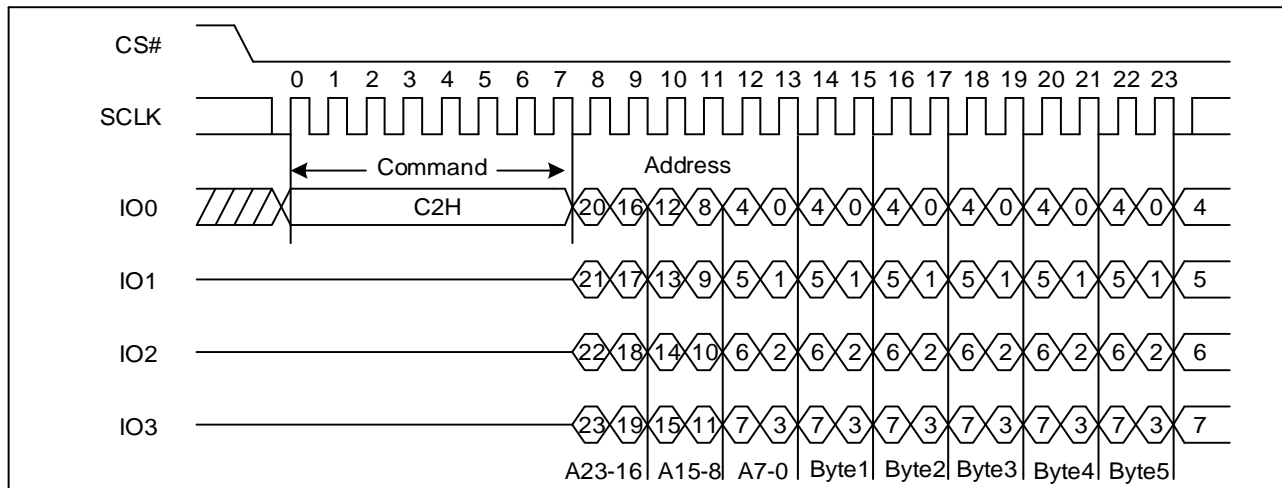 CS#
0 1 2 3 4 5 6 7 8 9 10 11 12 13 14 15 16 17 18 19 20 21 22 23
SCLK
Command Address
IO0 C2H 20 16 12 8 4 0 4 0 4 0 4 0 4 0 4 0 4
IO1 21 17 13 9 5 1 5 1 5 1 5 1 5 1 5 1 5
IO2 22 18 14 10 6 2 6 2 6 2 6 2 6 2 6 2 6
IO3 23 19 15 11 7 3 7 3 7 3 7 3 7 3 7 3 7
A23-16 A15-8 A7-0 Byte1 Byte2 Byte3 Byte4 Byte5